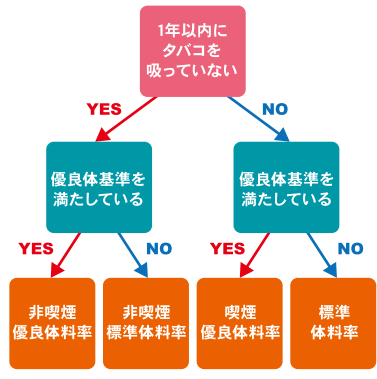 1年以内に
タバコを
吸っていない
YES
NO
優良体基準を
満たしている
優良体基準を
満たしている
YES
NO
YES
NO
非喫煙
優良体料率
非喫煙
標準体料率
喫煙
優良体料率
標準
体料率